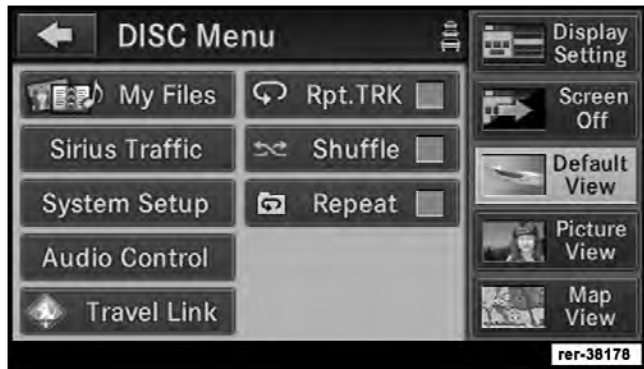 DISC Menu
My Files
Rpt.TRK
Sirius Traffic
Shuffle
System Setup
Repeat
Audio Control
Travel Link
Display
Setting
Screen
Off
Default
View
Picture
View
Map
View
rer-38178